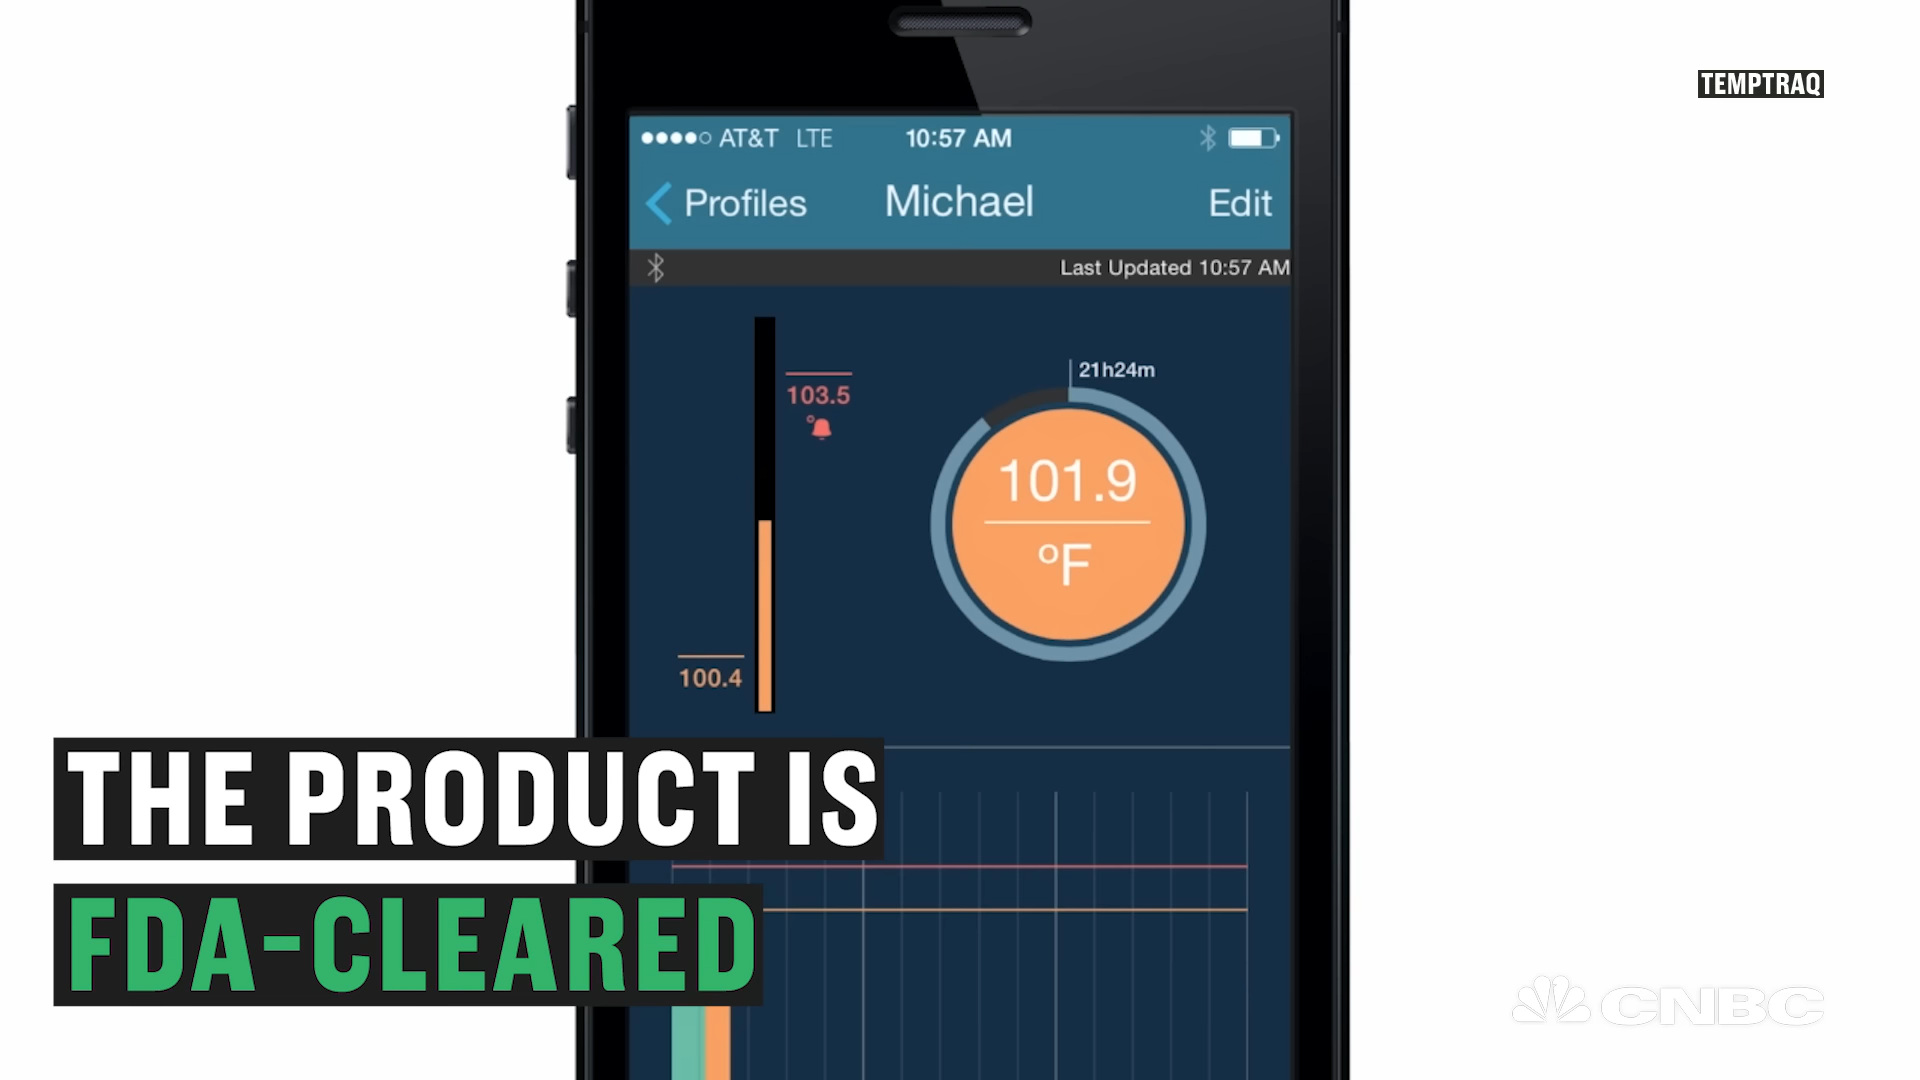 TEMPTRAQ
AT&T LTE 10:57 AM
Profiles Michael Edit
Last Updated 10:57 AM
21h24m
103.5
101.9
°F
100.4
THE PRODUCT IS
FDA-CLEARED
CNBC